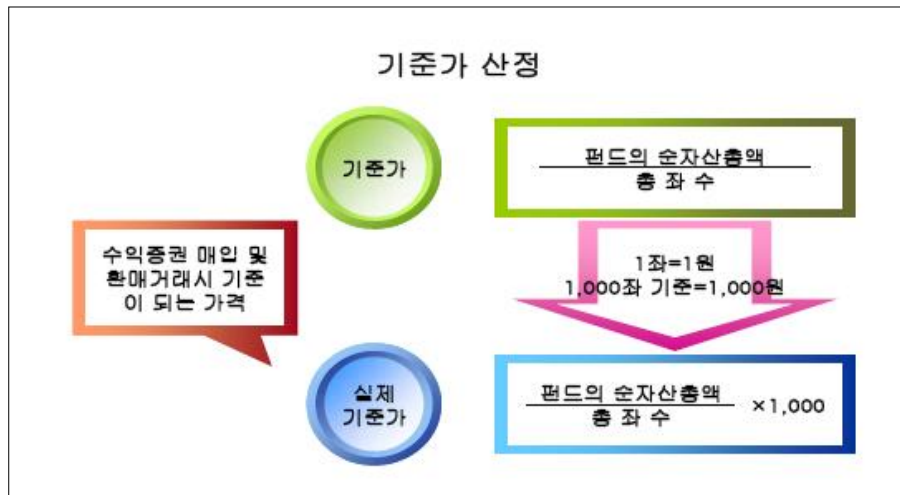 기준가 산정
기준가
펀드의 순자산총액
총 좌 수
수익증권 매입 및
환매거래시 기준
이 되는 가격
1좌=1원
1,000좌 기준=1,000원
실제
기준가
펀드의 순자산총액
총 좌 수
×1,000